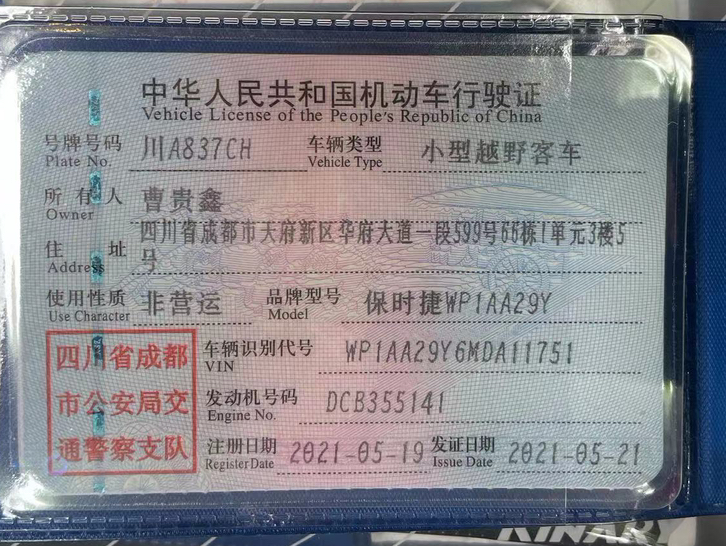 中华人民共和国机动车行驶证
Vehicle License of the People's Republic of China
号牌号码 川A837CH 车辆类型 小型越野客车
Plate No. Vehicle Type
所有人 曹贵鑫
Owner
住址 四川省成都市天府新区华府大道一段599号66栋1单元3楼5
Address 号
使用性质 非营运 品牌型号 保时捷WP1AA29Y
Use Character Model
四川省成都
市公安局交
通警察支队
车辆识别代号 WP1AA29Y6MDA11751
VIN
发动机号码 DCB355141
Engine No.
注册日期 2021-05-19 发证日期 2021-05-21
Register Date Issue Date